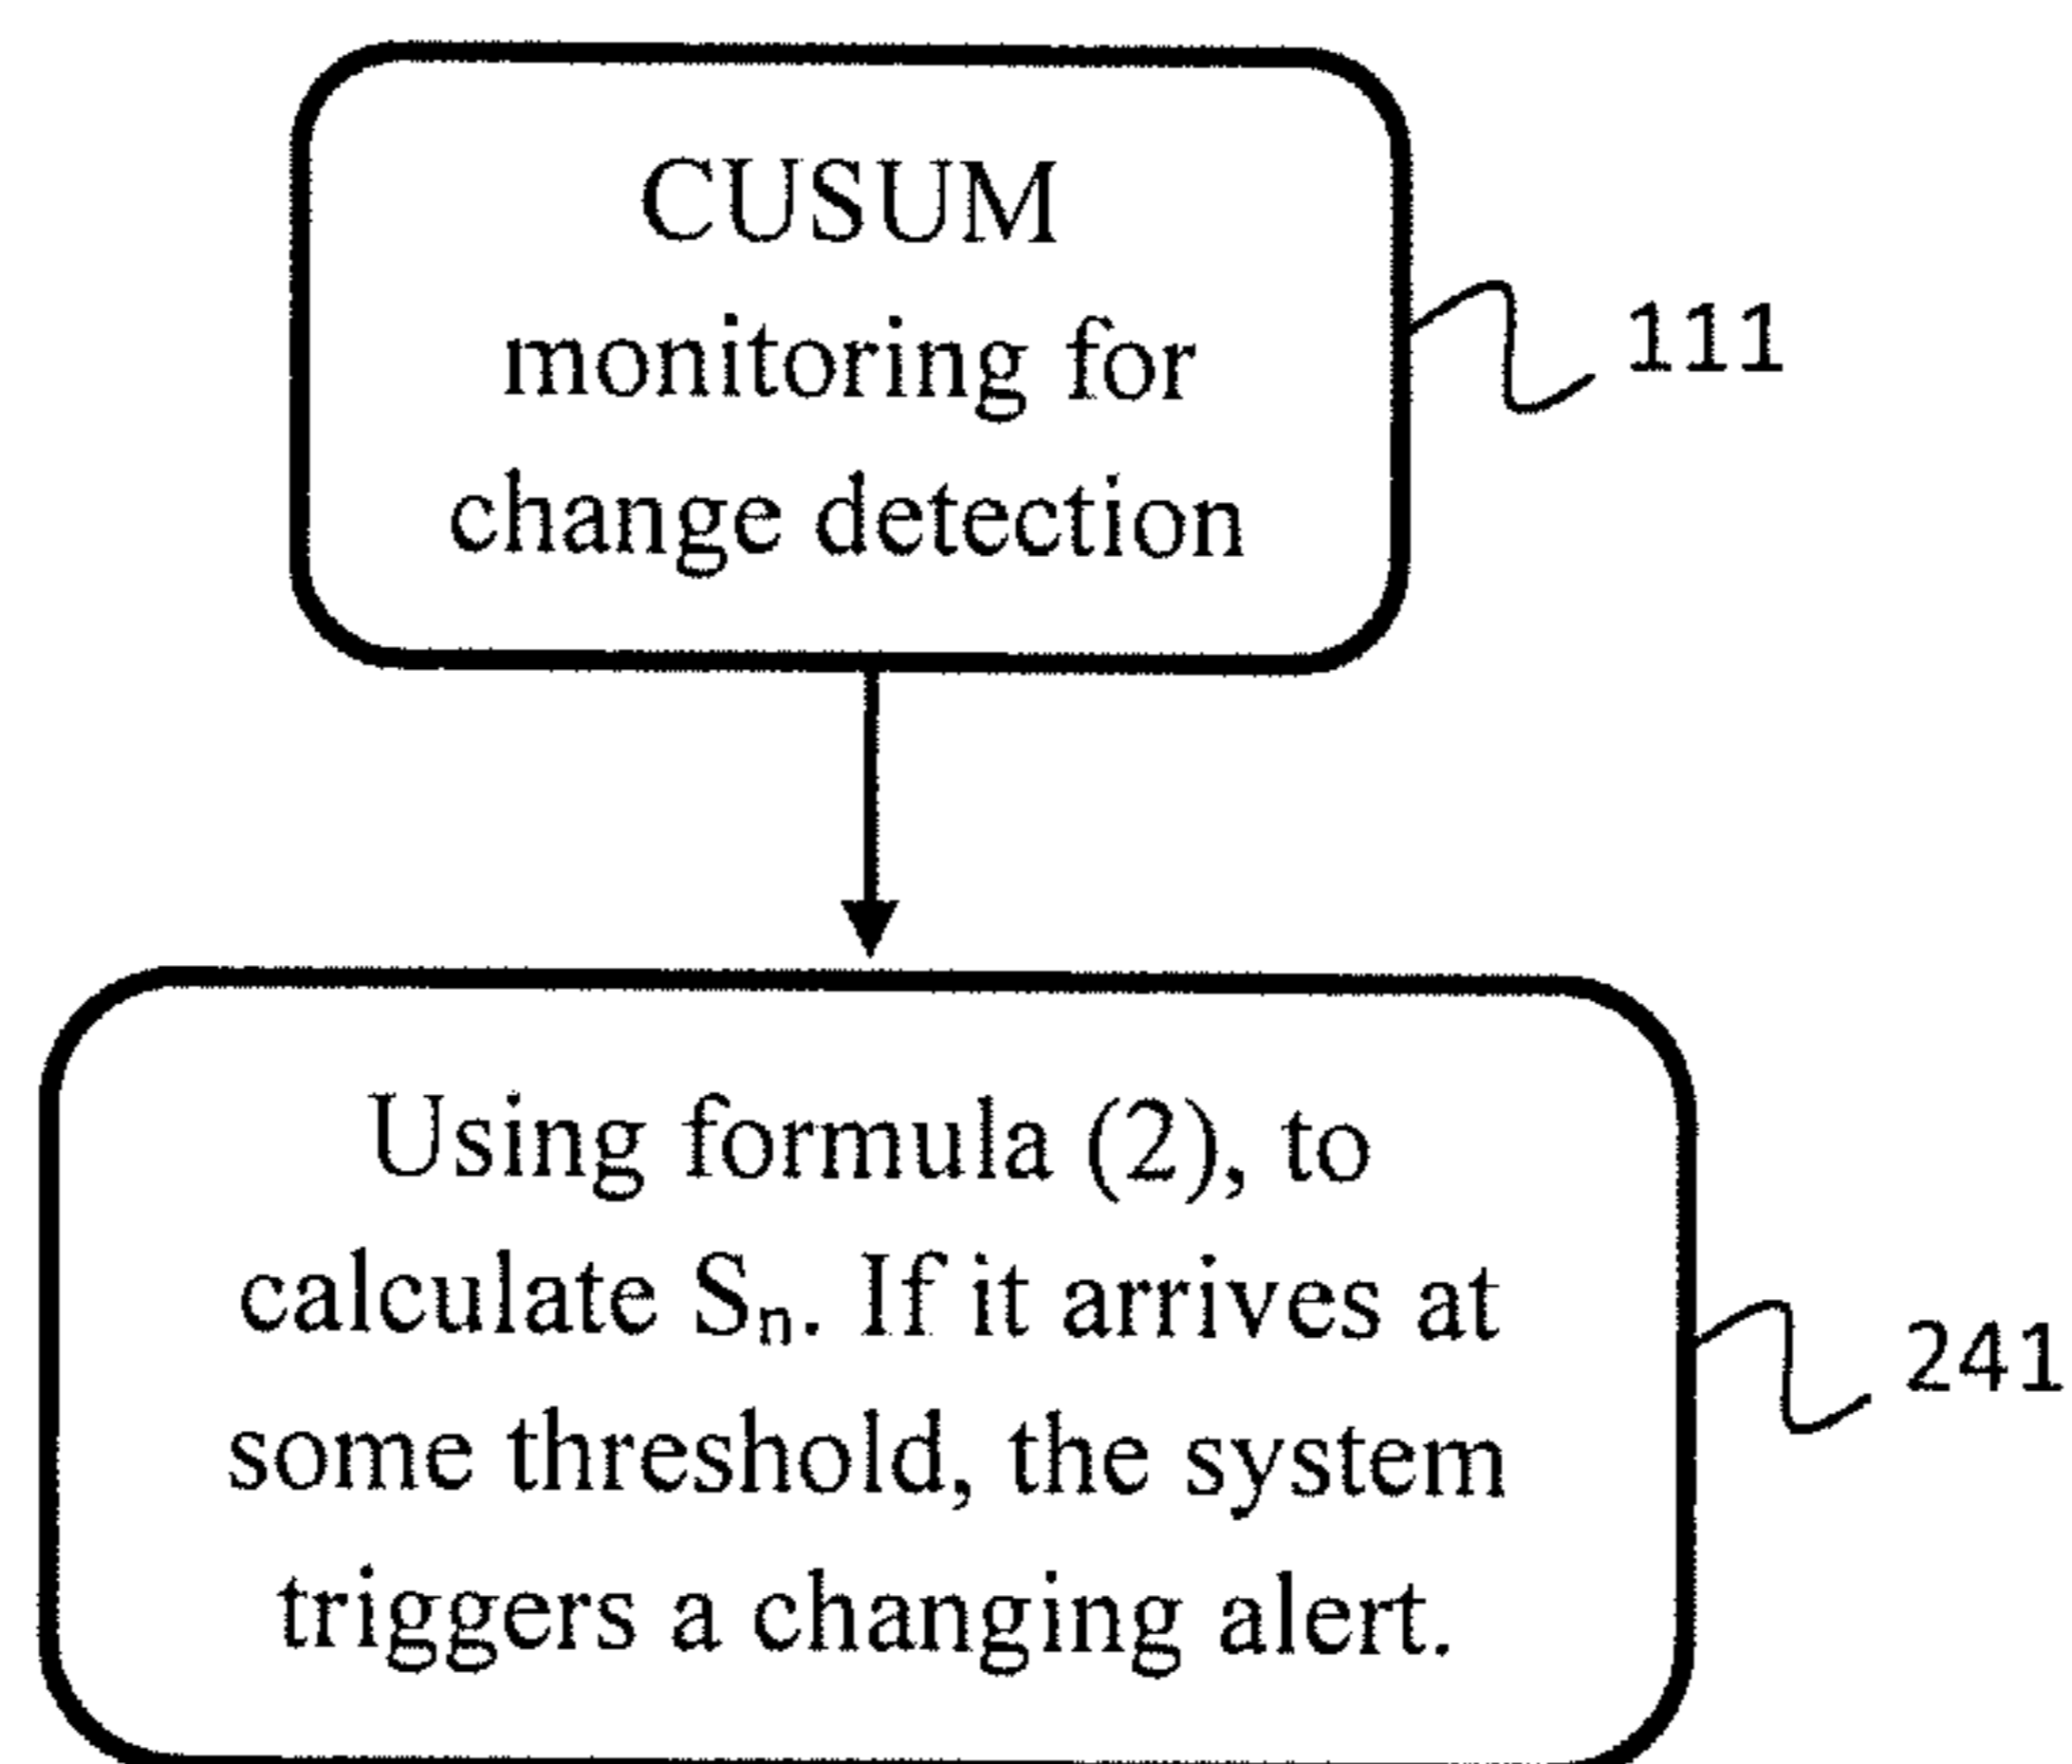 CUSUM
monitoring for
change detection
111
Using formula (2), to
calculate Sₙ. If it arrives at
some threshold, the system
triggers a changing alert.
241